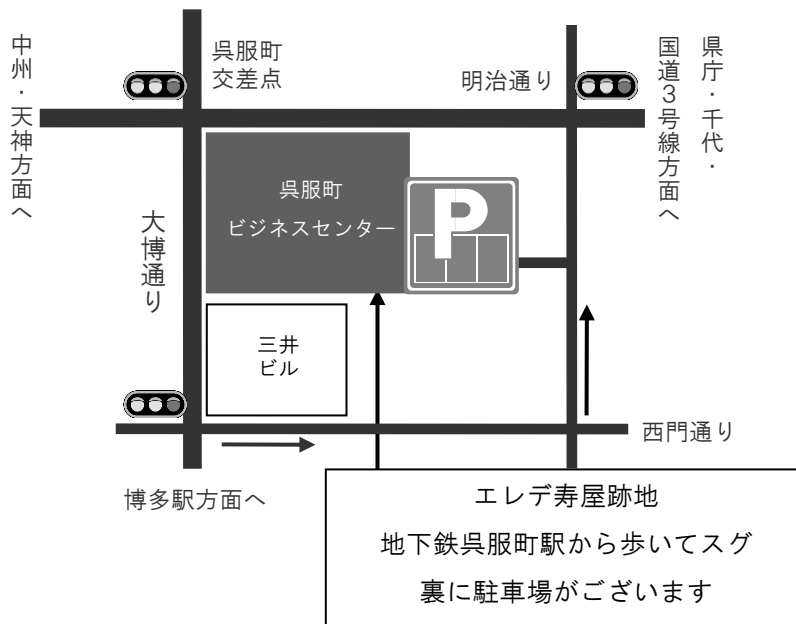 中州・天神方面へ
呉服町
交差点
明治通り
県庁・千代・
国道３号線方面へ
呉服町
ビジネスセンター
P
大博通り
三井
ビル
西門通り
博多駅方面へ
エレデ寿屋跡地
地下鉄呉服町駅から歩いてスグ
裏に駐車場がございます